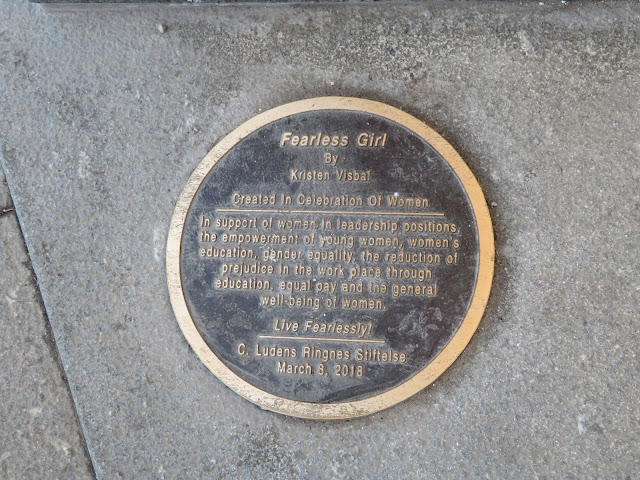 Fearless Girl
By
Kristen Visbal
Created In Celebration Of Women
In support of women in leadership positions,
the empowerment of young women, women's
education, gender equality, the reduction of
prejudice in the work place through
education, equal pay and the general
well-being of women.
Live Fearlessly!
C. Ludens Ringnes Stiftelse
March 8, 2018